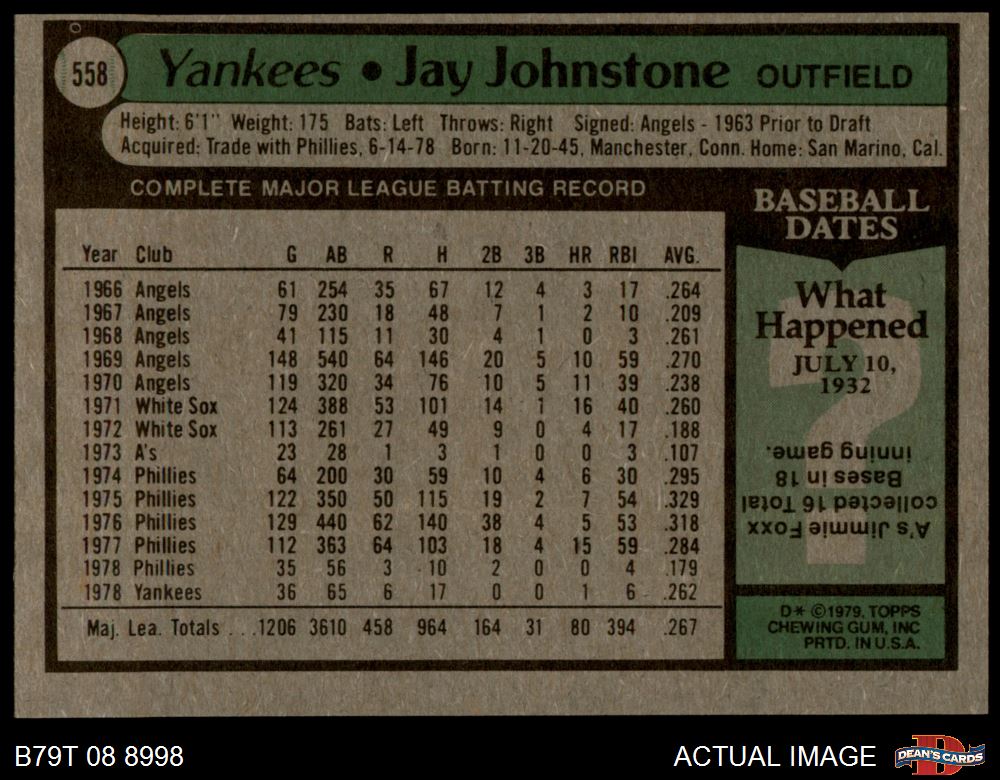 558 Yankees • Jay Johnstone OUTFIELD
Height: 6'1" Weight: 175 Bats: Left Throws: Right Signed: Angels - 1963 Prior to Draft
Acquired: Trade with Phillies, 6-14-78 Born: 11-20-45, Manchester, Conn. Home: San Marino, Cal.
COMPLETE MAJOR LEAGUE BATTING RECORD
Year Club G AB R H 2B 3B HR RBI AVG.
1966 Angels 61 254 35 67 12 4 3 17 .264
1967 Angels 79 230 18 48 7 1 2 10 .209
1968 Angels 41 115 11 30 4 1 0 3 .261
1969 Angels 148 540 64 146 20 5 10 59 .270
1970 Angels 119 320 34 76 10 5 11 39 .238
1971 White Sox 124 388 53 101 14 1 16 40 .260
1972 White Sox 113 261 27 49 9 0 4 17 .188
1973 A's 23 28 1 3 1 0 0 3 .107
1974 Phillies 64 200 30 59 10 4 6 30 .295
1975 Phillies 122 350 50 115 19 2 7 54 .329
1976 Phillies 129 440 62 140 38 4 5 53 .318
1977 Phillies 112 363 64 103 18 4 15 59 .284
1978 Phillies 35 56 3 10 2 0 0 4 .179
1978 Yankees 36 65 6 17 0 0 1 6 .262
Maj. Lea. Totals ...1206 3610 458 964 164 31 80 394 .267
BASEBALL
DATES
What
Happened
JULY 10,
1932
A's Jimmie Foxx
collected 16 Total
Bases in 18
inning game.
D* ©1979, TOPPS
CHEWING GUM, INC
PRTD. IN U.S.A.
B79T 08 8998
ACTUAL IMAGE
D
DEAN'S CARDS